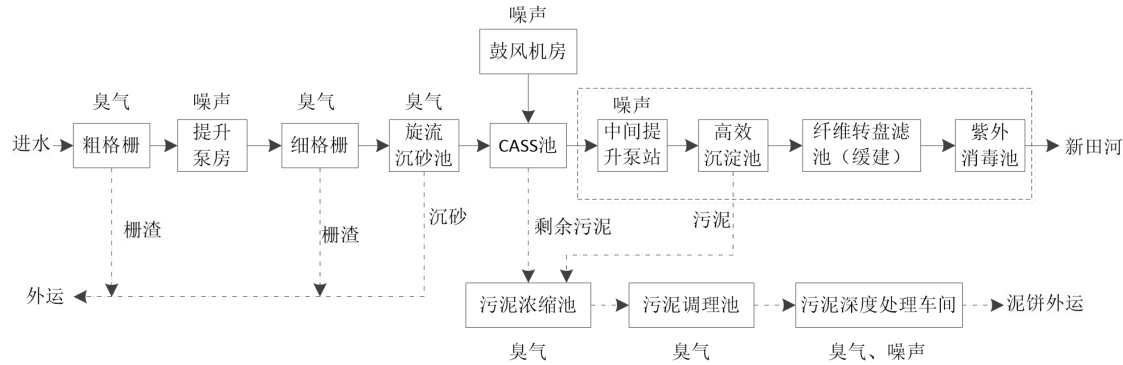 噪声
鼓风机房
臭气
噪声
臭气
臭气
噪声
进水
粗格栅
提升
泵房
细格栅
旋流
沉砂池
CASS池
中间提
升泵站
高效
沉淀池
纤维转盘滤
池（缓建）
紫外
消毒池
新田河
栅渣
栅渣
沉砂
剩余污泥
污泥
外运
污泥浓缩池
污泥调理池
污泥深度处理车间
泥饼外运
臭气
臭气
臭气、噪声